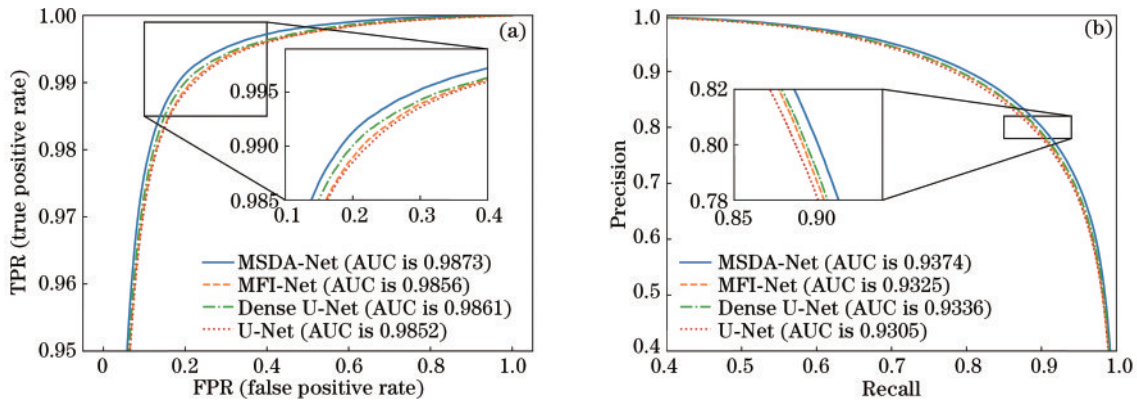 1.000
0.99
0.98
0.97
0.96
0.95
TPR (true positive rate)
0
0.2
0.4
0.6
0.8
1.0
FPR (false positive rate)
(a)
0.995
0.990
0.985
0.1
0.2
0.3
0.4
MSDA-Net (AUC is 0.9873)
MFI-Net (AUC is 0.9856)
Dense U-Net (AUC is 0.9861)
U-Net (AUC is 0.9852)
1.00
0.9
0.8
0.7
0.6
0.5
0.4
Precision
0.4
0.5
0.6
0.7
0.8
0.9
1.0
Recall
(b)
0.82
0.80
0.78
0.85
0.90
MSDA-Net (AUC is 0.9374)
MFI-Net (AUC is 0.9325)
Dense U-Net (AUC is 0.9336)
U-Net (AUC is 0.9305)